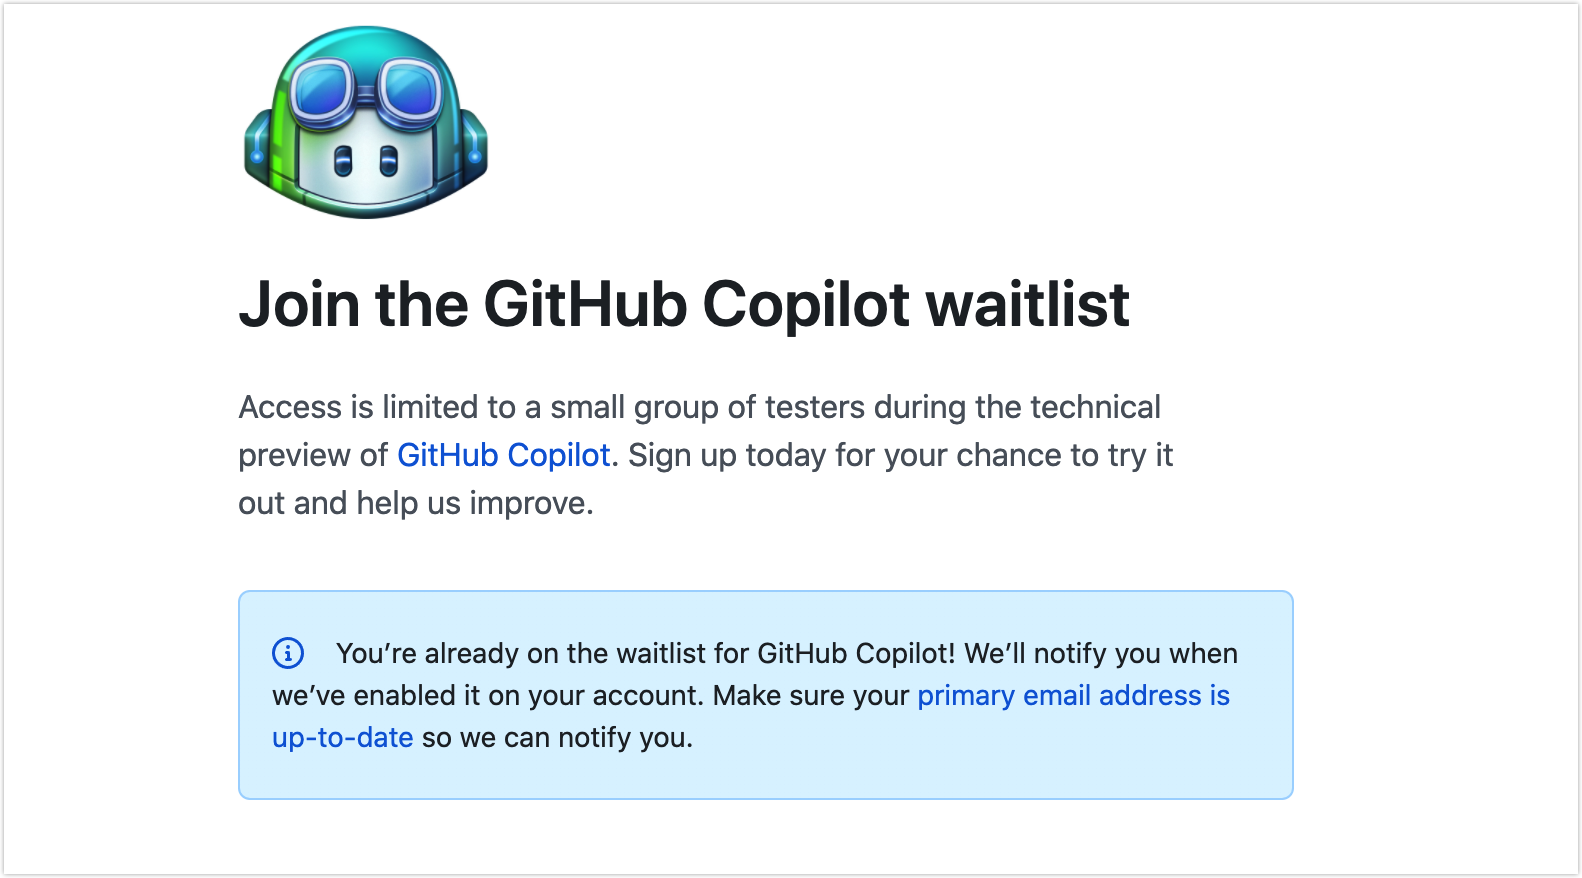 Join the GitHub Copilot waitlist
Access is limited to a small group of testers during the technical
preview of GitHub Copilot. Sign up today for your chance to try it
out and help us improve.
You’re already on the waitlist for GitHub Copilot! We’ll notify you when
we’ve enabled it on your account. Make sure your primary email address is
up-to-date so we can notify you.